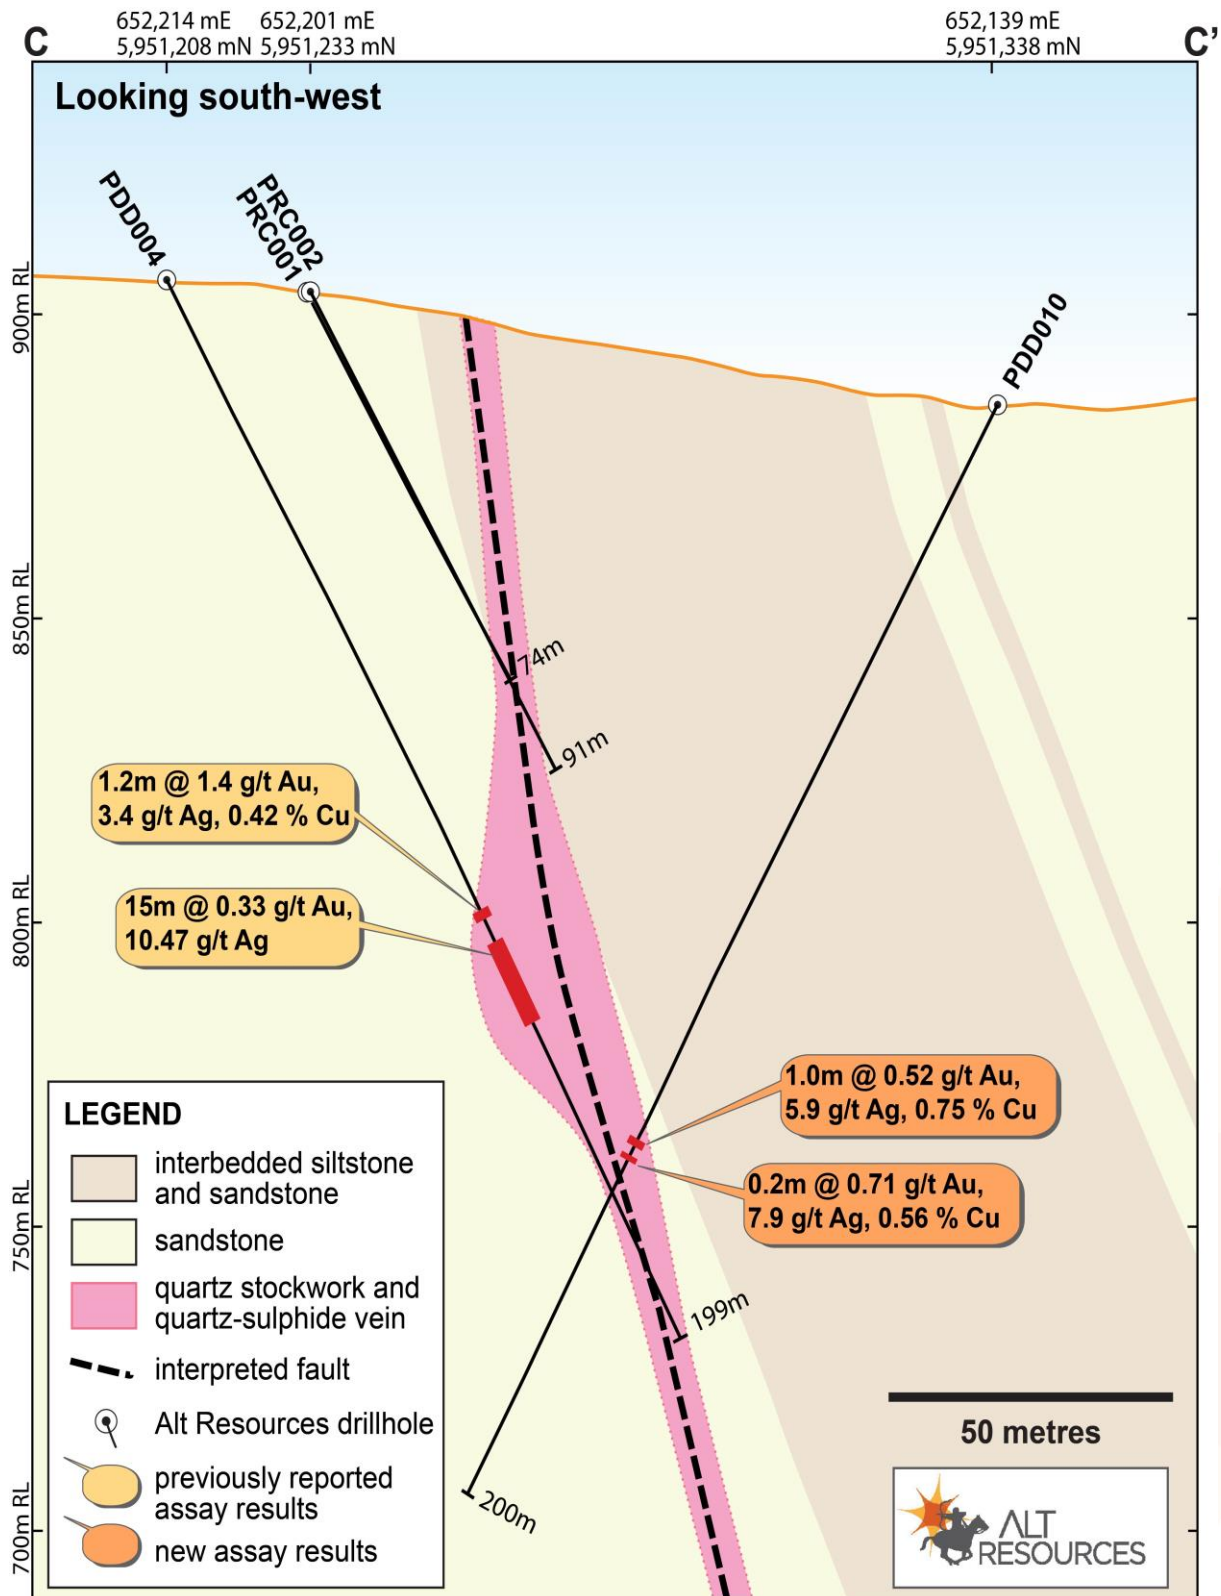 652,214 mE
5,951,208 mN
652,201 mE
5,951,233 mN
652,139 mE
5,951,338 mN
C
C'
Looking south-west
PDD004
PRC002
PRC001
PDD010
900m RL
850m RL
800m RL
750m RL
700m RL
74m
91m
1.2m @ 1.4 g/t Au,
3.4 g/t Ag, 0.42 % Cu
15m @ 0.33 g/t Au,
10.47 g/t Ag
1.0m @ 0.52 g/t Au,
5.9 g/t Ag, 0.75 % Cu
0.2m @ 0.71 g/t Au,
7.9 g/t Ag, 0.56 % Cu
199m
200m
LEGEND
interbedded siltstone
and sandstone
sandstone
quartz stockwork and
quartz-sulphide vein
interpreted fault
Alt Resources drillhole
previously reported
assay results
new assay results
50 metres
ALT
RESOURCES